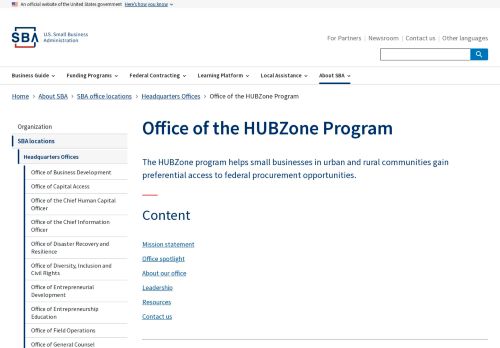 An official website of the United States government Here's how you know
SBA U.S. Small Business
Administration
For Partners Newsroom Contact us Other languages
Business Guide Funding Programs Federal Contracting Learning Platform Local Assistance About SBA
Home About SBA SBA office locations Headquarters Offices Office of the HUBZone Program
Organization
SBA locations
Headquarters Offices
Office of Business Development
Office of Capital Access
Office of the Chief Human Capital
Officer
Office of the Chief Information
Officer
Office of Disaster Recovery and
Resilience
Office of Diversity, Inclusion and
Civil Rights
Office of Entrepreneurial
Development
Office of Entrepreneurship
Education
Office of Field Operations
Office of General Counsel
Office of the HUBZone Program
The HUBZone program helps small businesses in urban and rural communities gain
preferential access to federal procurement opportunities.
Content
Mission statement
Office spotlight
About our office
Leadership
Resources
Contact us